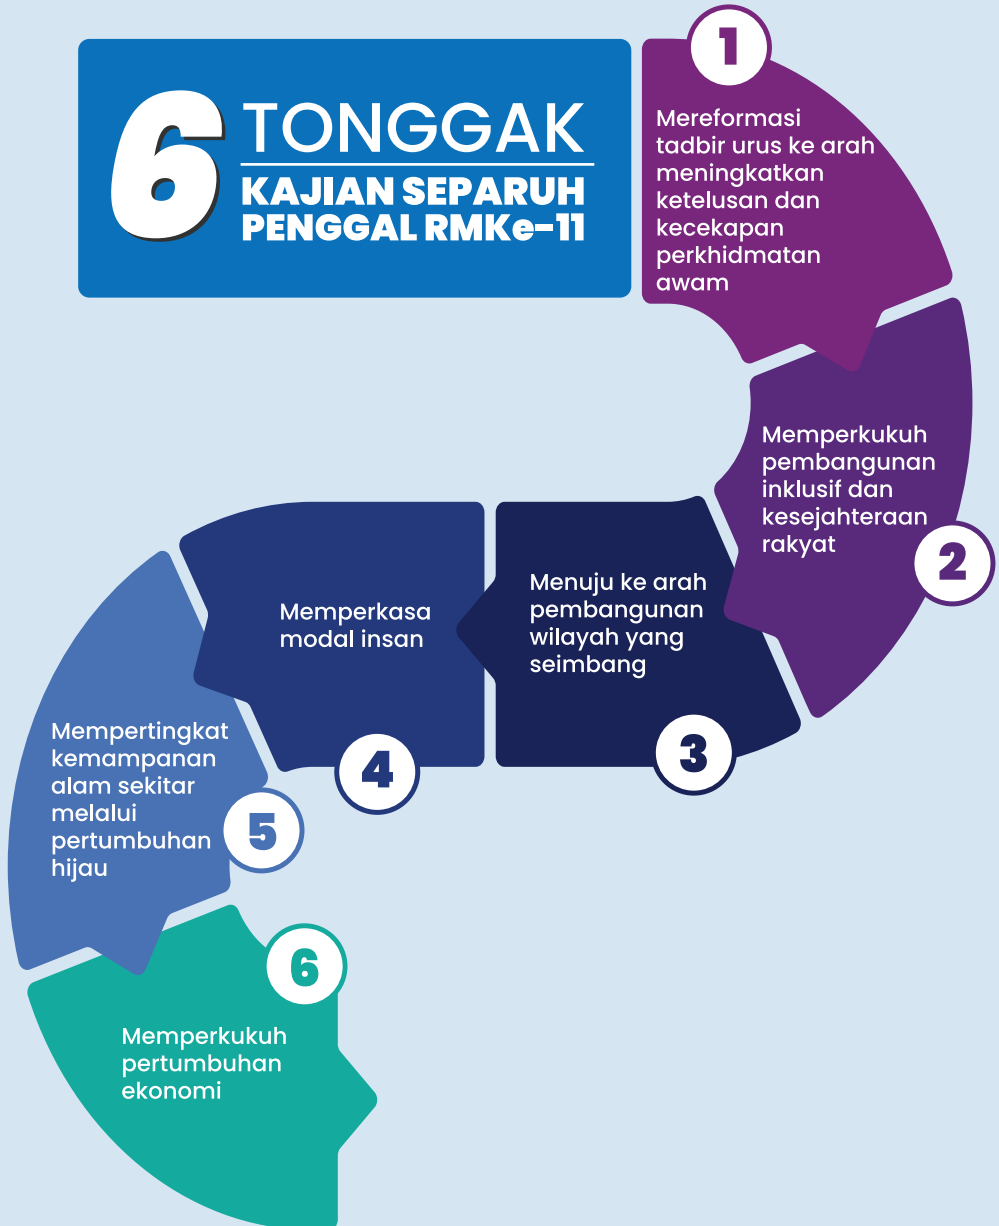 6 TONGGAK
KAJIAN SEPARUH
PENGGAL RMKe-11
1
Mereformasi
tadbir urus ke arah
meningkatkan
ketelusan dan
kecekapan
perkhidmatan
awam
Memperkukuh
pembangunan
inklusif dan
kesejahteraan
rakyat
2
Menuju ke arah
pembangunan
wilayah yang
seimbang
3
Memperkasa
modal insan
4
Mempertingkat
kemampanan
alam sekitar
melalui
pertumbuhan
hijau
5
6
Memperkukuh
pertumbuhan
ekonomi